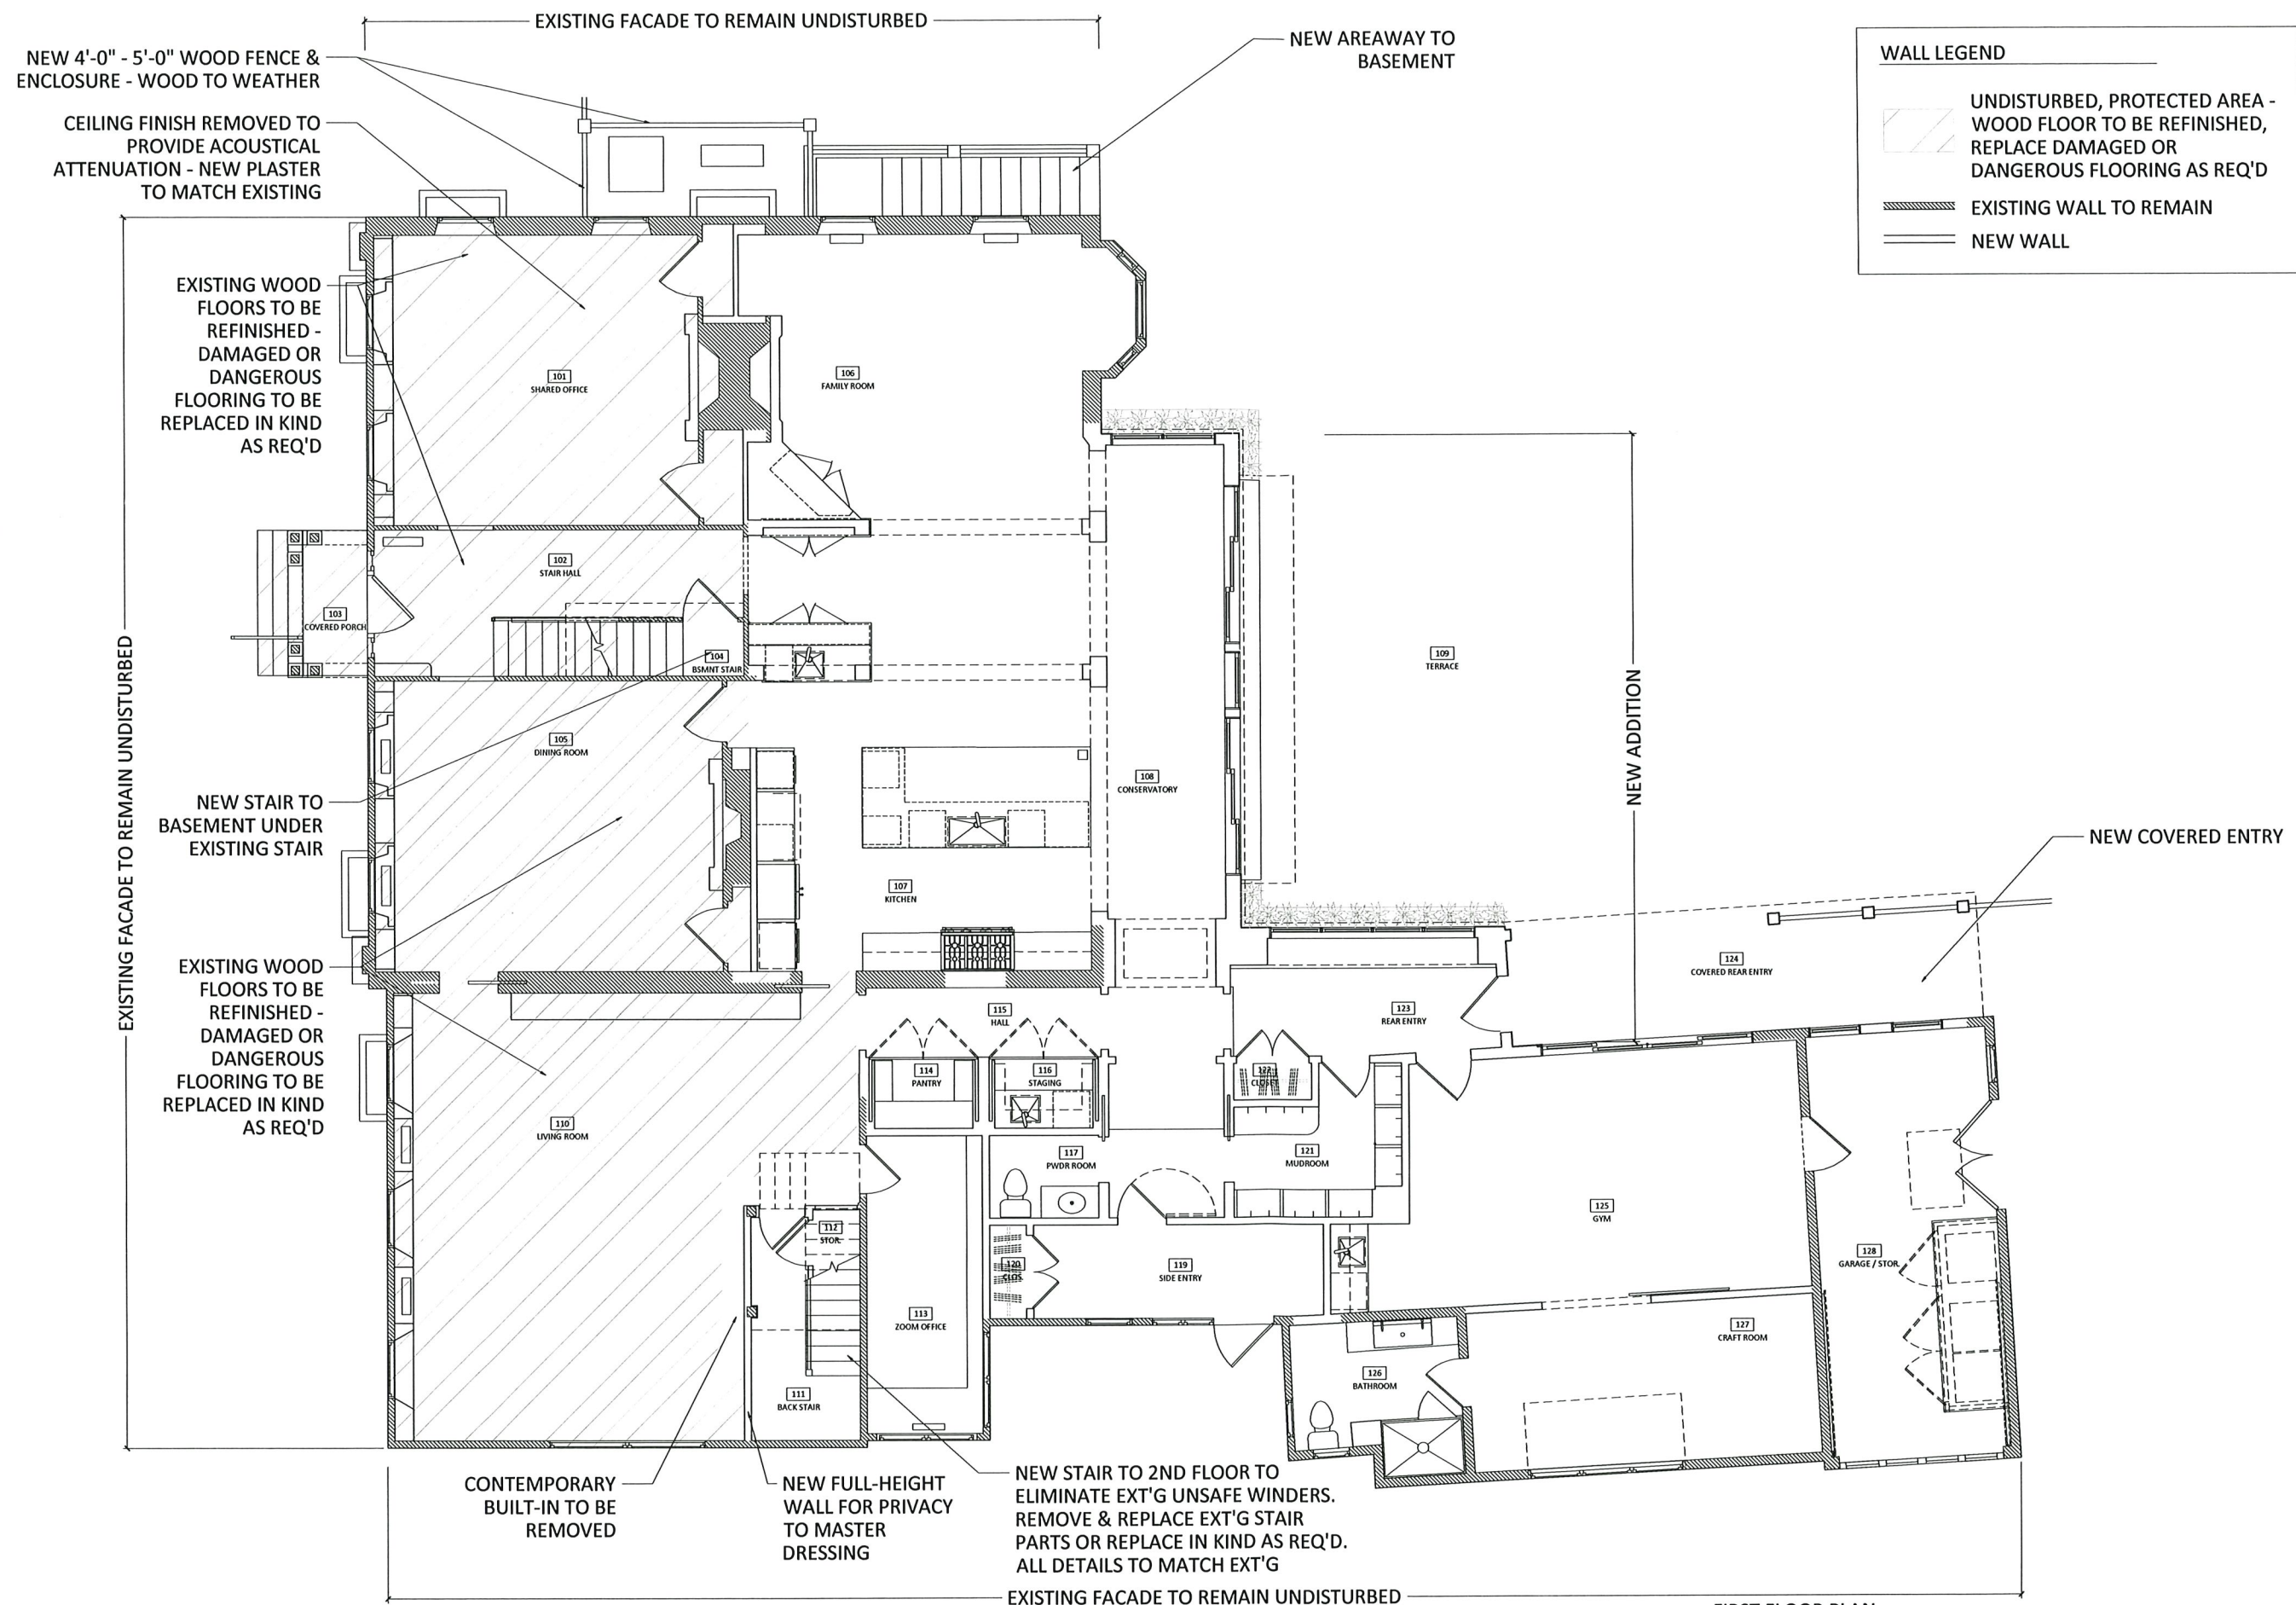 EXISTING FACADE TO REMAIN UNDISTURBED
NEW 4'-0" - 5'-0" WOOD FENCE &
ENCLOSURE - WOOD TO WEATHER
NEW AREAWAY TO
BASEMENT
WALL LEGEND
UNDISTURBED, PROTECTED AREA -
WOOD FLOOR TO BE REFINISHED,
REPLACE DAMAGED OR
DANGEROUS FLOORING AS REQ'D
EXISTING WALL TO REMAIN
NEW WALL
CEILING FINISH REMOVED TO
PROVIDE ACOUSTICAL
ATTENUATION - NEW PLASTER
TO MATCH EXISTING
EXISTING WOOD
FLOORS TO BE
REFINISHED -
DAMAGED OR
DANGEROUS
FLOORING TO BE
REPLACED IN KIND
AS REQ'D
101
SHARED OFFICE
106
FAMILY ROOM
102
STAIR HALL
103
COVERED PORCH
104
BSMNT STAIR
109
TERRACE
EXISTING FACADE TO REMAIN UNDISTURBED
NEW ADDITION
105
DINING ROOM
108
CONSERVATORY
NEW STAIR TO
BASEMENT UNDER
EXISTING STAIR
NEW COVERED ENTRY
107
KITCHEN
EXISTING WOOD
FLOORS TO BE
REFINISHED -
DAMAGED OR
DANGEROUS
FLOORING TO BE
REPLACED IN KIND
AS REQ'D
124
COVERED REAR ENTRY
115
HALL
123
REAR ENTRY
114
PANTRY
116
STAGING
122
CLOSET
110
LIVING ROOM
117
PWDR ROOM
121
MUDROOM
125
GYM
112
STOR.
120
CLOS.
119
SIDE ENTRY
128
GARAGE / STOR.
113
ZOOM OFFICE
127
CRAFT ROOM
126
BATHROOM
111
BACK STAIR
CONTEMPORARY
BUILT-IN TO BE
REMOVED
NEW FULL-HEIGHT
WALL FOR PRIVACY
TO MASTER
DRESSING
NEW STAIR TO 2ND FLOOR TO
ELIMINATE EXT'G UNSAFE WINDERS.
REMOVE & REPLACE EXT'G STAIR
PARTS OR REPLACE IN KIND AS REQ'D.
ALL DETAILS TO MATCH EXT'G
EXISTING FACADE TO REMAIN UNDISTURBED
FIRST FLOOR PLAN